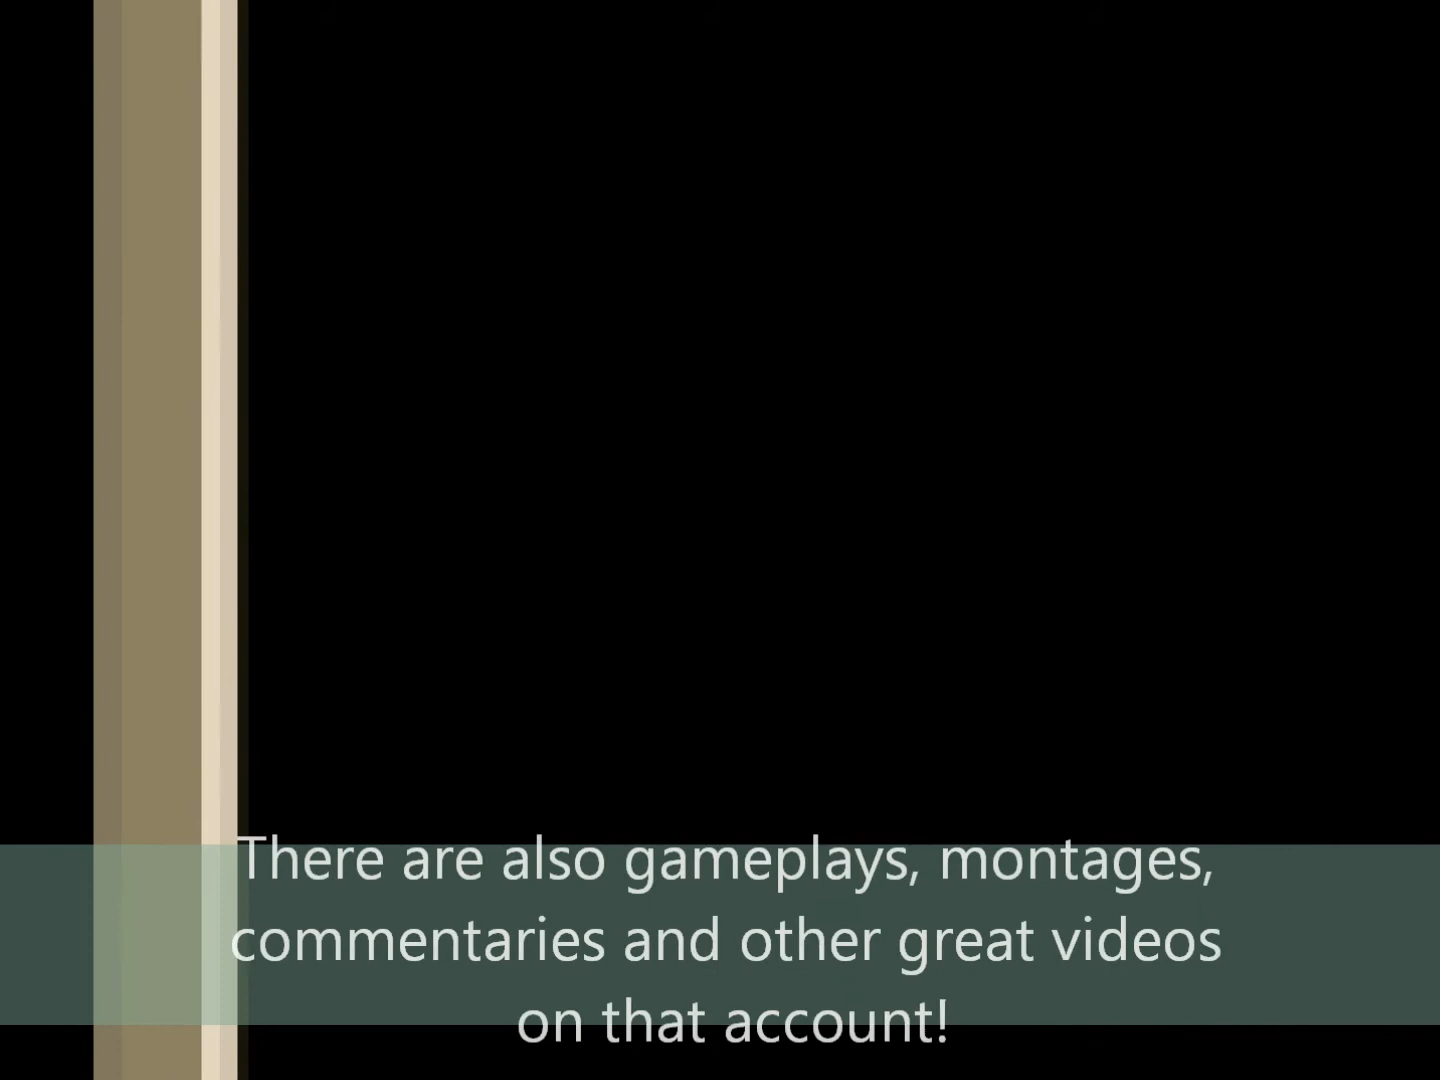 There are also gameplays, montages,
commentaries and other great videos
on that account!